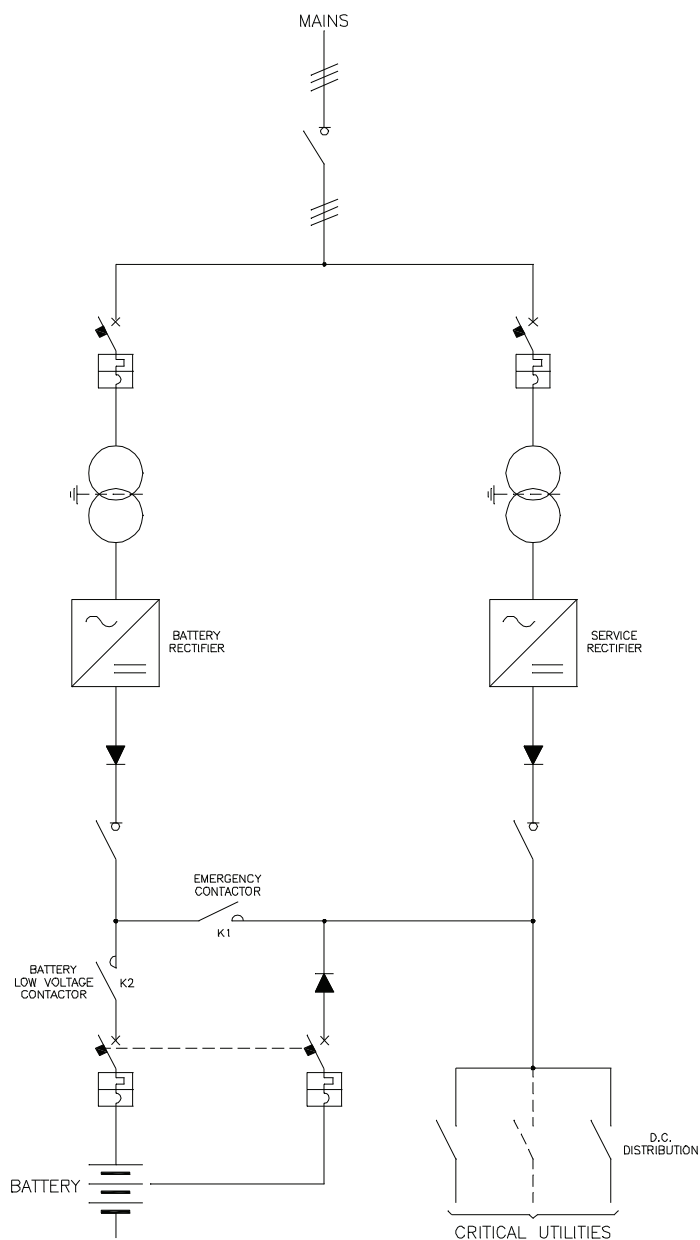 MAINS
BATTERY
RECTIFIER
SERVICE
RECTIFIER
EMERGENCY
CONTACTOR
K1
BATTERY
LOW VOLTAGE
CONTACTOR
K2
D.C.
DISTRIBUTION
BATTERY
CRITICAL UTILITIES